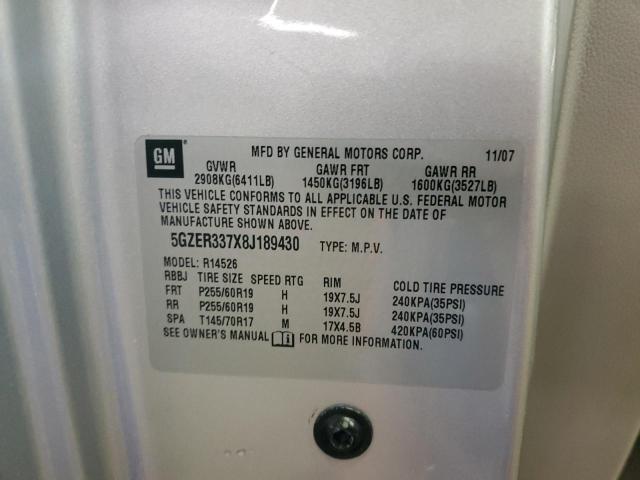 GM
MFD BY GENERAL MOTORS CORP. 11/07
GVWR GAWR FRT GAWR RR
2908KG(6411LB) 1450KG(3196LB) 1600KG(3527LB)
THIS VEHICLE CONFORMS TO ALL APPLICABLE U.S. FEDERAL MOTOR
VEHICLE SAFETY STANDARDS IN EFFECT ON THE DATE OF
MANUFACTURE SHOWN ABOVE.
5GZER337X8J189430 TYPE: M.P.V.
MODEL: R14526
RBBJ TIRE SIZE SPEED RTG RIM COLD TIRE PRESSURE
FRT P255/60R19 H 19X7.5J 240KPA(35PSI)
RR P255/60R19 H 19X7.5J 240KPA(35PSI)
SPA T145/70R17 M 17X4.5B 420KPA(60PSI)
SEE OWNER'S MANUAL FOR MORE INFORMATION.